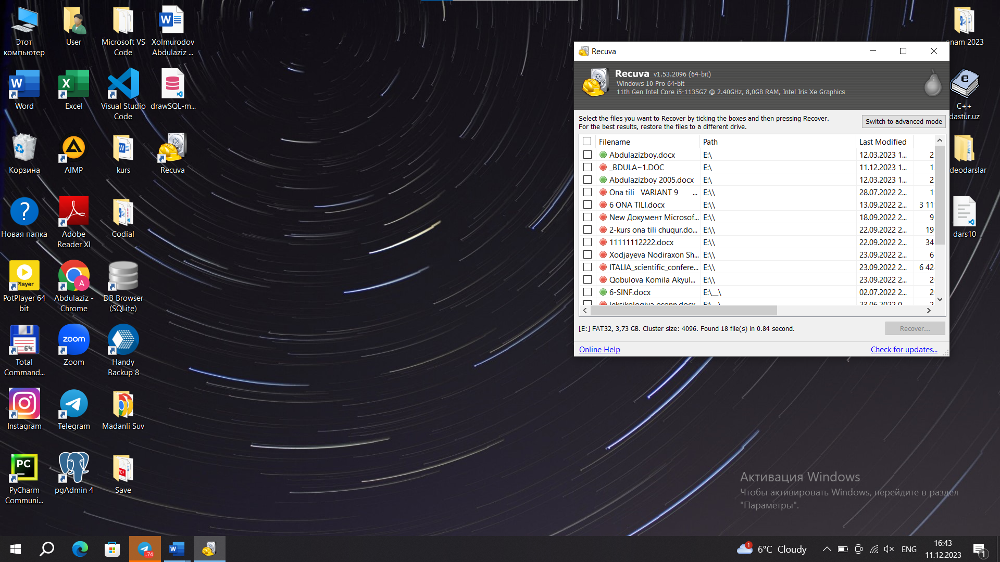 Этот
компьютер
User
Microsoft VS
Code
Xolmurodov
Abdulaziz ...
Word
Excel
Visual Studio
Code
drawSQL-m...
Корзина
AIMP
kurs
Recuva
Новая папка
Adobe
Reader XI
Codial
PotPlayer 64
bit
Abdulaziz -
Chrome
DB Browser
(SQLite)
Total
Command...
Zoom
Handy
Backup 8
Instagram
Telegram
Madanli Suv
PyCharm
Communi...
pgAdmin 4
Save
Recuva
Recuva v1.53.2096 (64-bit)
Windows 10 Pro 64-bit
11th Gen Intel Core i5-1135G7 @ 2.40GHz, 8,0GB RAM, Intel Iris Xe Graphics
Select the files you want to Recover by ticking the boxes and then pressing Recover.
For the best results, restore the files to a different drive.
Switch to advanced mode
Filename Path Last Modified
Abdulazizboy.docx E:\ 12.03.2023 1... 2
_BDULA~1.DOC E:\ 11.12.2023 1... 1
Abdulazizboy 2005.docx E:\ 12.03.2023 1... 2
Ona tili VARIANT 9 ... E:\\ 28.07.2022 2... 1
6 ONA TILI.docx E:\\ 13.09.2022 2... 3 11
New Документ Microsof... E:\\ 18.09.2022 2... 9
2-kurs ona tili chuqur.do... E:\\ 22.09.2022 2... 19
11111112222.docx E:\\ 22.09.2022 2... 34
Xodjayeva Nodiraxon Sh... E:\\ 23.09.2022 2... 6
ITALIA_scientific_confere... E:\\ 23.09.2022 2... 6 42
Qobulova Komila Akyul... E:\\ 23.09.2022 2... 2
6-SINF.docx E:\__\ 02.07.2022 2... 2
leksikologiya osonn.docx E:\__\ 23.06.2022 0... 2
[E:] FAT32, 3,73 GB. Cluster size: 4096. Found 18 file(s) in 0.84 second.
Recover...
Online Help
Check for updates...
anam 2023
C++
dastur.uz
deodarslar
dars10
Активация Windows
Чтобы активировать Windows, перейдите в раздел
"Параметры".
..74
1
6°C Cloudy
ENG
16:43
11.12.2023
1